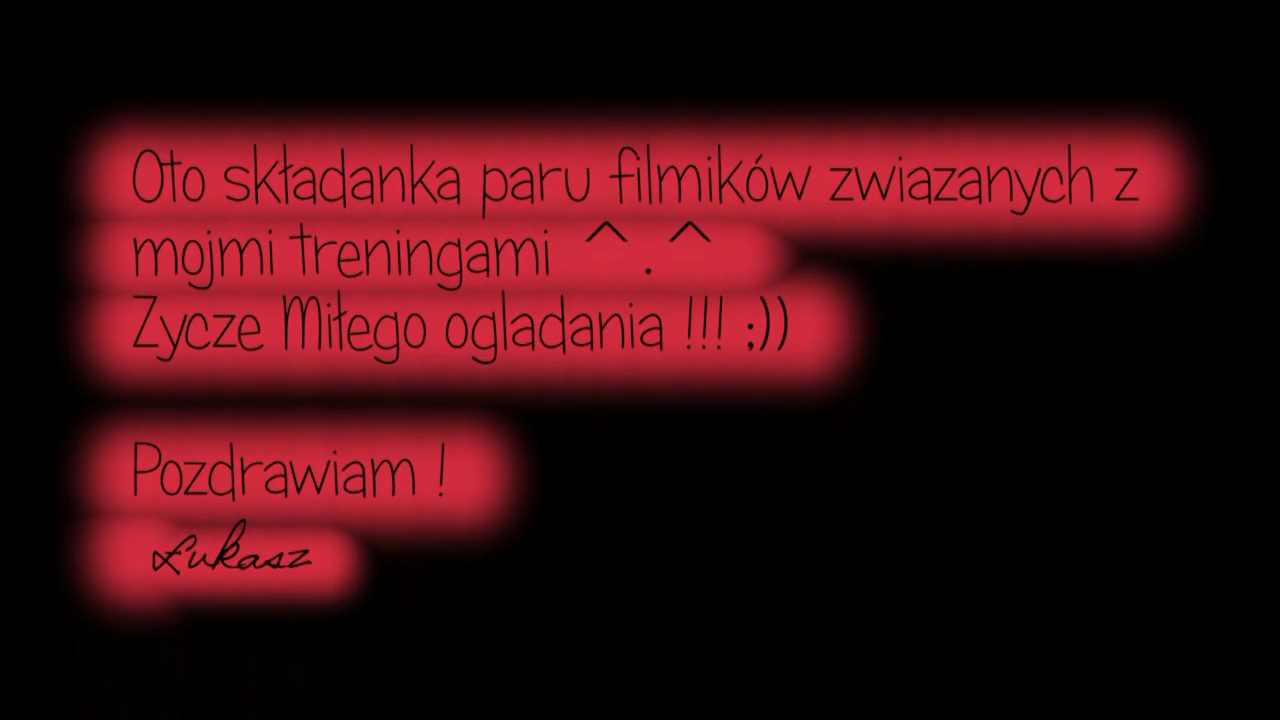 Oto składanka paru filmików zwiazanych z
mojmi treningami ^.^
Zycze Miłego ogladania !!! ;))
Pozdrawiam !
Łukasz